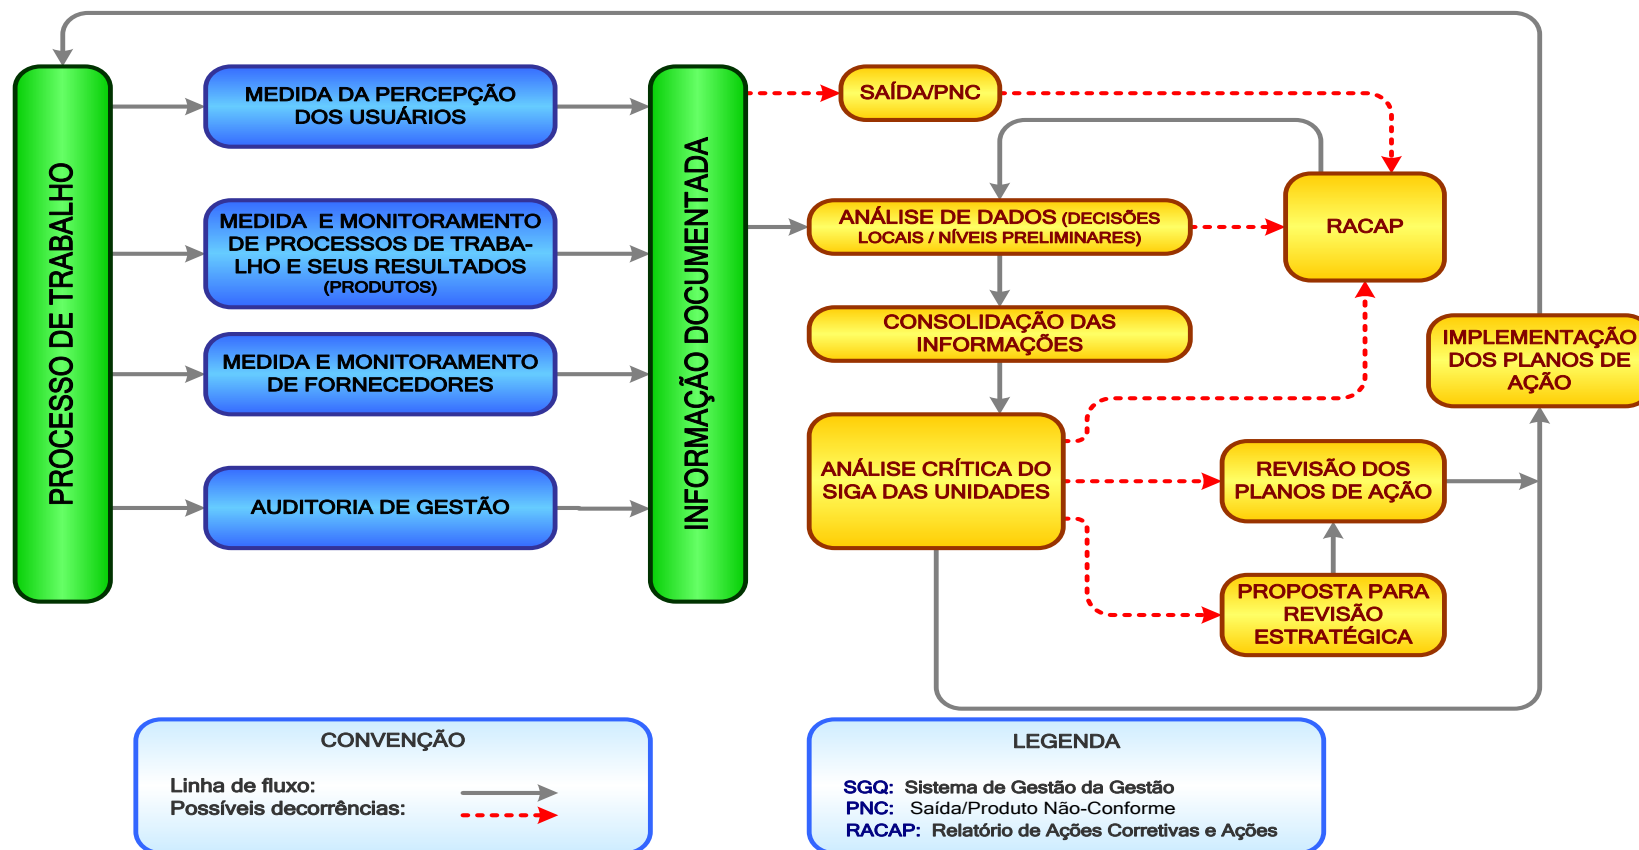 PROCESSO DE TRABALHO
MEDIDA DA PERCEPÇÃO
DOS USUÁRIOS
MEDIDA  E MONITORAMENTO
DE PROCESSOS DE TRABA-
LHO E SEUS RESULTADOS
(PRODUTOS)
MEDIDA E MONITORAMENTO
DE FORNECEDORES
AUDITORIA DE GESTÃO
INFORMAÇÃO DOCUMENTADA
SAÍDA/PNC
ANÁLISE DE DADOS (DECISÕES
LOCAIS / NÍVEIS PRELIMINARES)
RACAP
CONSOLIDAÇÃO DAS
INFORMAÇÕES
IMPLEMENTAÇÃO
DOS PLANOS DE
AÇÃO
ANÁLISE CRÍTICA DO
SIGA DAS UNIDADES
REVISÃO DOS
PLANOS DE AÇÃO
PROPOSTA PARA
REVISÃO
ESTRATÉGICA
CONVENÇÃO
Linha de fluxo:
Possíveis decorrências:
LEGENDA
SGQ: Sistema de Gestão da Gestão
PNC: Saída/Produto Não-Conforme
RACAP: Relatório de Ações Corretivas e Ações